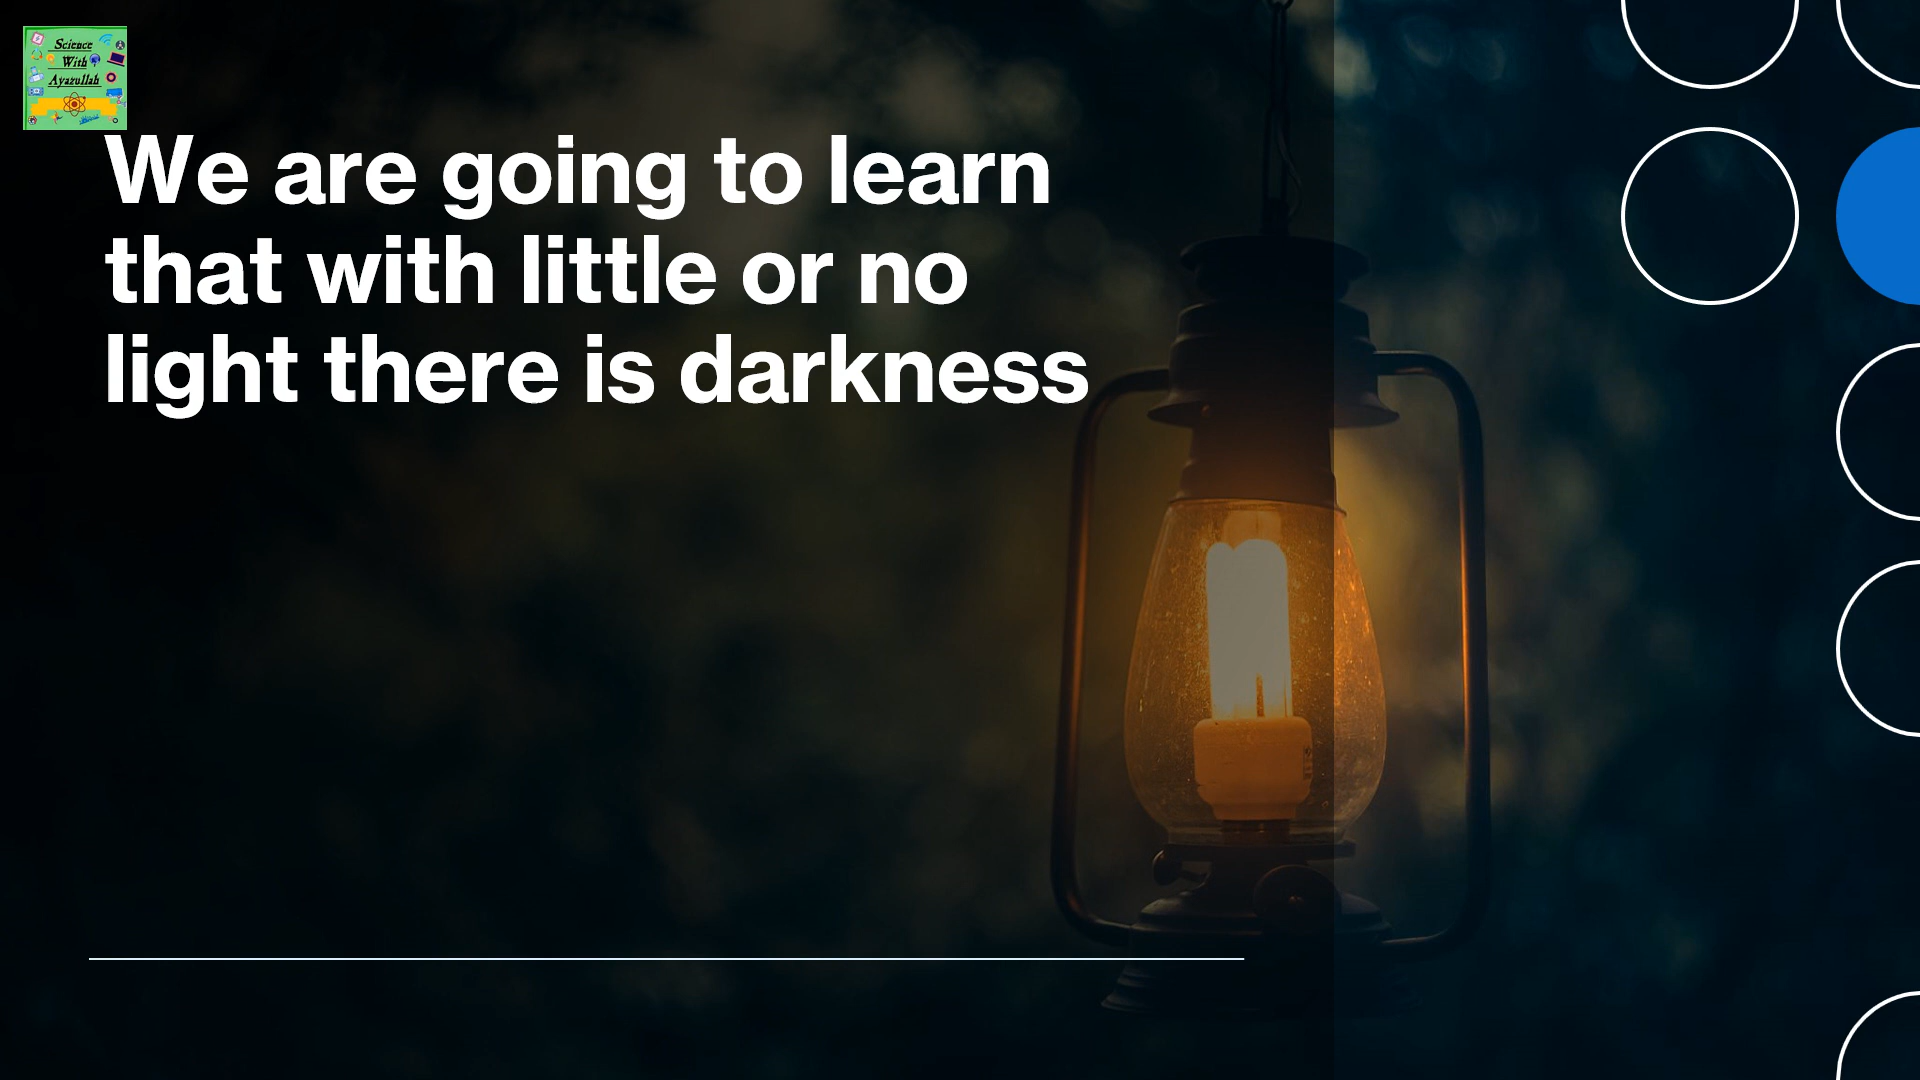 Science
With
Ayazullah
We are going to learn
that with little or no
light there is darkness